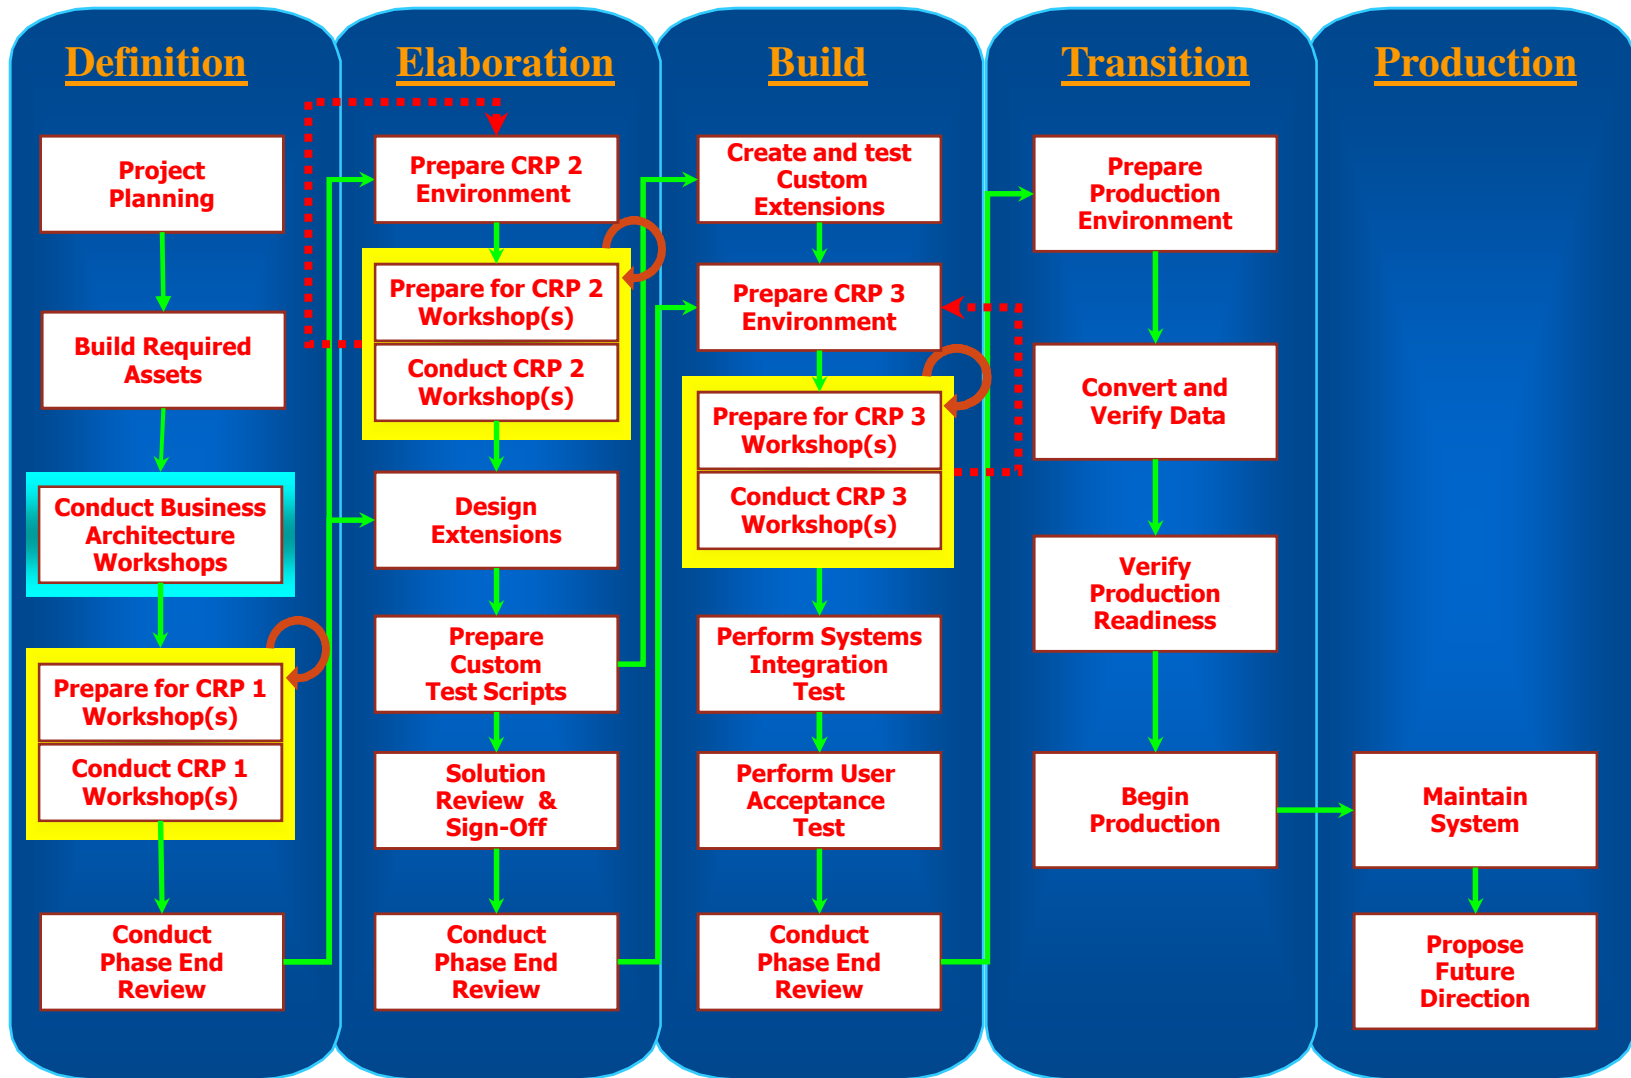 Definition
Project
Planning
Build Required
Assets
Conduct Business
Architecture
Workshops
Prepare for CRP 1
Workshop(s)
Conduct CRP 1
Workshop(s)
Conduct
Phase End
Review
Elaboration
Prepare CRP 2
Environment
Prepare for CRP 2
Workshop(s)
Conduct CRP 2
Workshop(s)
Design
Extensions
Prepare
Custom
Test Scripts
Solution
Review &
Sign-Off
Conduct
Phase End
Review
Build
Create and test
Custom
Extensions
Prepare CRP 3
Environment
Prepare for CRP 3
Workshop(s)
Conduct CRP 3
Workshop(s)
Perform Systems
Integration
Test
Perform User
Acceptance
Test
Conduct
Phase End
Review
Transition
Prepare
Production
Environment
Convert and
Verify Data
Verify
Production
Readiness
Begin
Production
Production
Maintain
System
Propose
Future
Direction